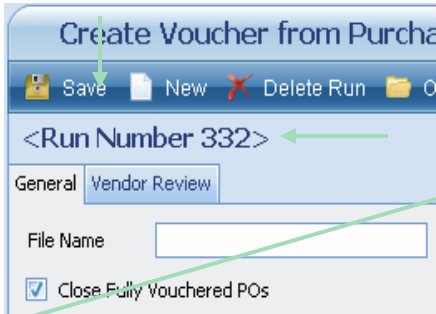 Create Voucher from Purcha
Save New Delete Run O
<Run Number 332>
General Vendor Review
File Name
Close Fully Vouchered POs